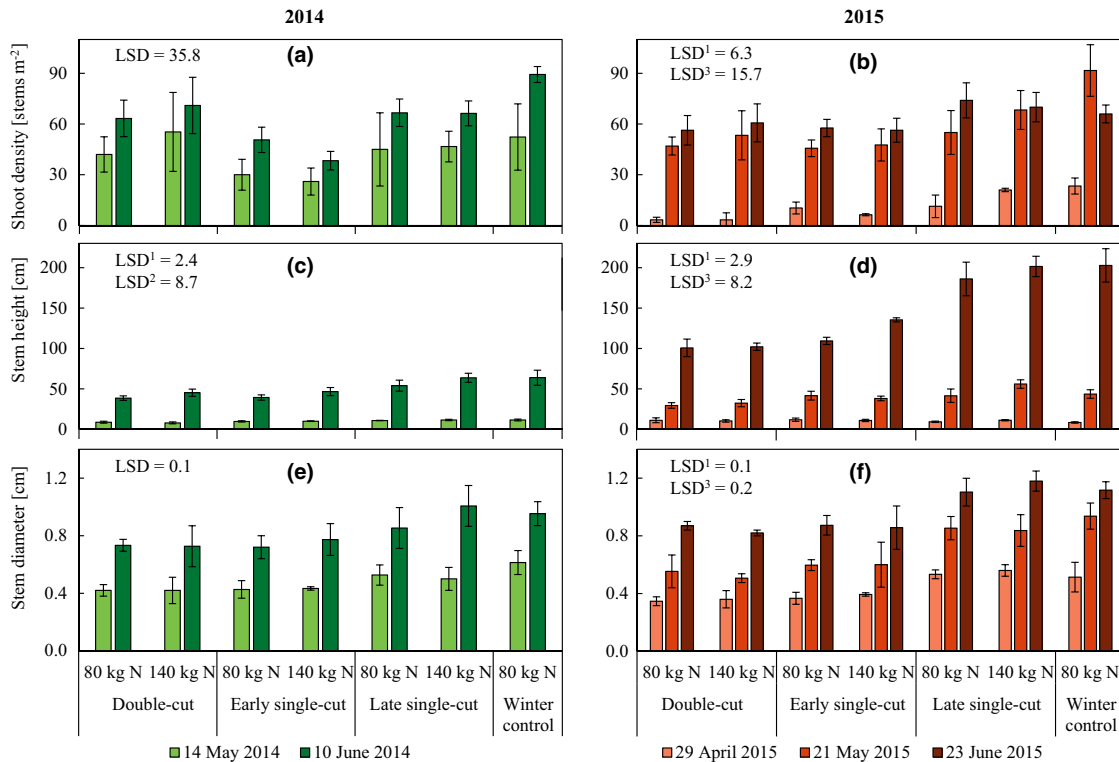 2014
2015
Shoot density [stems m⁻²]
90
60
30
0
LSD = 35.8
(a)
LSD¹ = 6.3
LSD³ = 15.7
(b)
90
60
30
0
Stem height [cm]
200
150
100
50
0
LSD¹ = 2.4
LSD² = 8.7
(c)
LSD¹ = 2.9
LSD³ = 8.2
(d)
200
150
100
50
0
Stem diameter [cm]
1.2
0.8
0.4
0.0
LSD = 0.1
(e)
LSD¹ = 0.1
LSD³ = 0.2
(f)
1.2
0.8
0.4
0.0
80 kg N 140 kg N 80 kg N 140 kg N 80 kg N 140 kg N 80 kg N
Double-cut Early single-cut Late single-cut Winter
control
14 May 2014 10 June 2014
80 kg N 140 kg N 80 kg N 140 kg N 80 kg N 140 kg N 80 kg N
Double-cut Early single-cut Late single-cut Winter
control
29 April 2015 21 May 2015 23 June 2015